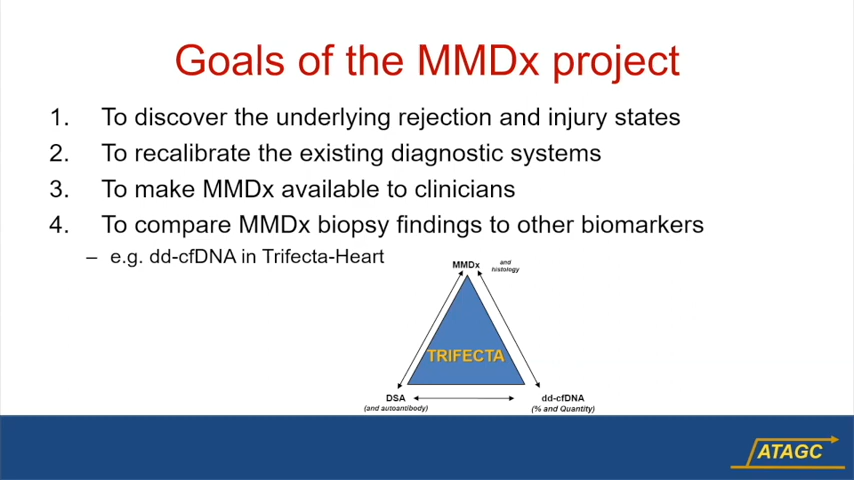 Goals of the MMDx project
1. To discover the underlying rejection and injury states
2. To recalibrate the existing diagnostic systems
3. To make MMDx available to clinicians
4. To compare MMDx biopsy findings to other biomarkers
– e.g. dd-cfDNA in Trifecta-Heart
MMDx
and
histology
TRIFECTA
DSA
(and autoantibody)
dd-cfDNA
(% and Quantity)
ATAGC